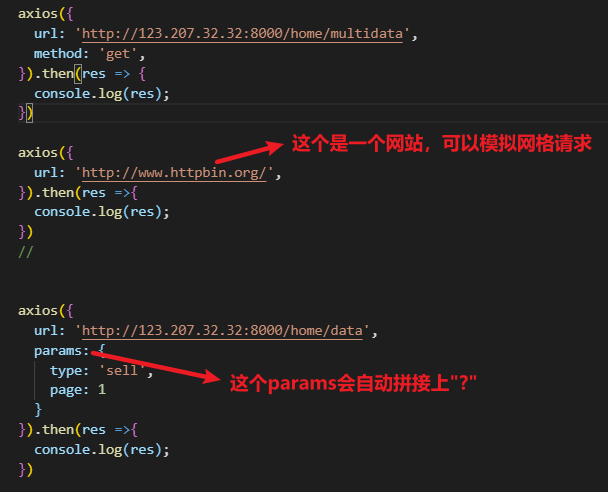 axios({
  url: 'http://123.207.32.32:8000/home/multidata',
  method: 'get',
}).then(res => {
  console.log(res);
})
这个是一个网站，可以模拟网格请求
axios({
  url: 'http://www.httpbin.org/',
}).then(res =>{
  console.log(res);
})
//
axios({
  url: 'http://123.207.32.32:8000/home/data',
  params: {
    type: 'sell',
    page: 1
  }
这个params会自动拼接上"?"
}).then(res =>{
  console.log(res);
})